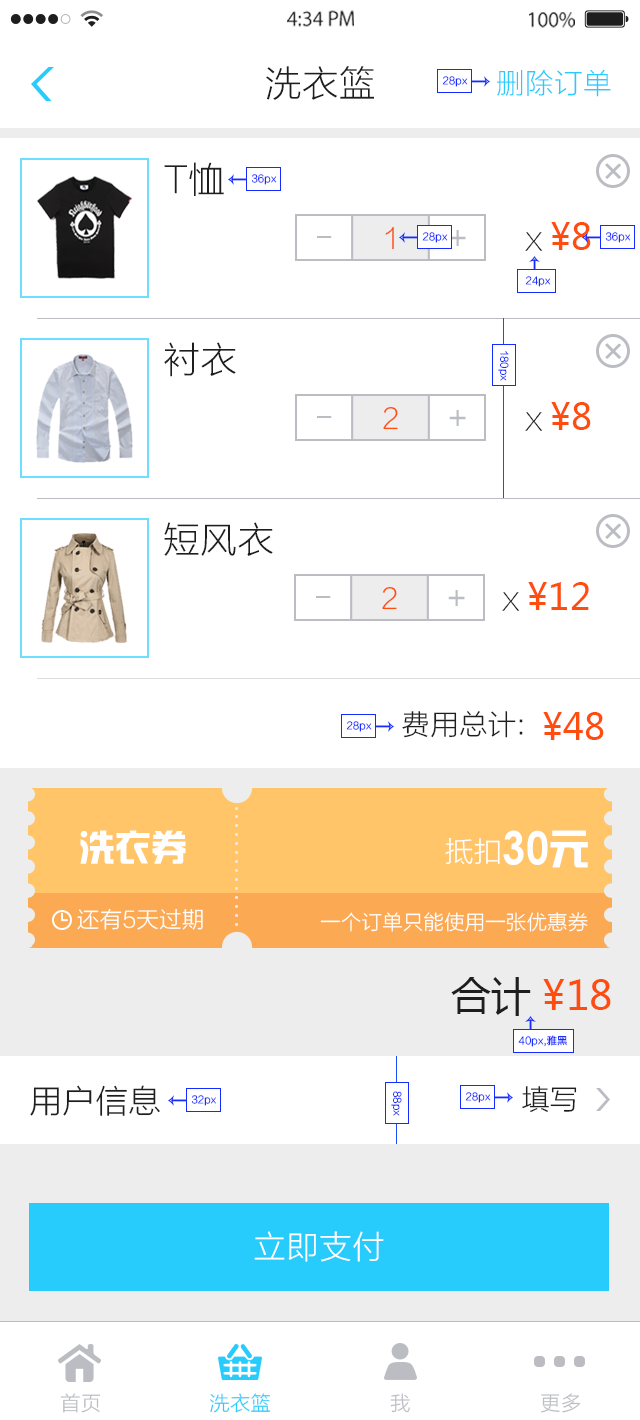 4:34 PM 100%
洗衣篮 28px 删除订单
T恤 36px
- 1 28px + x ¥8 36px
24px
衬衣 180px
- 2 + x ¥8
短风衣
- 2 + x ¥12
28px 费用总计: ¥48
洗衣券 抵扣30元
还有5天过期 一个订单只能使用一张优惠券
合计 ¥18
40px,雅黑
用户信息 32px 88px 28px 填写
立即支付
首页 洗衣篮 我 更多